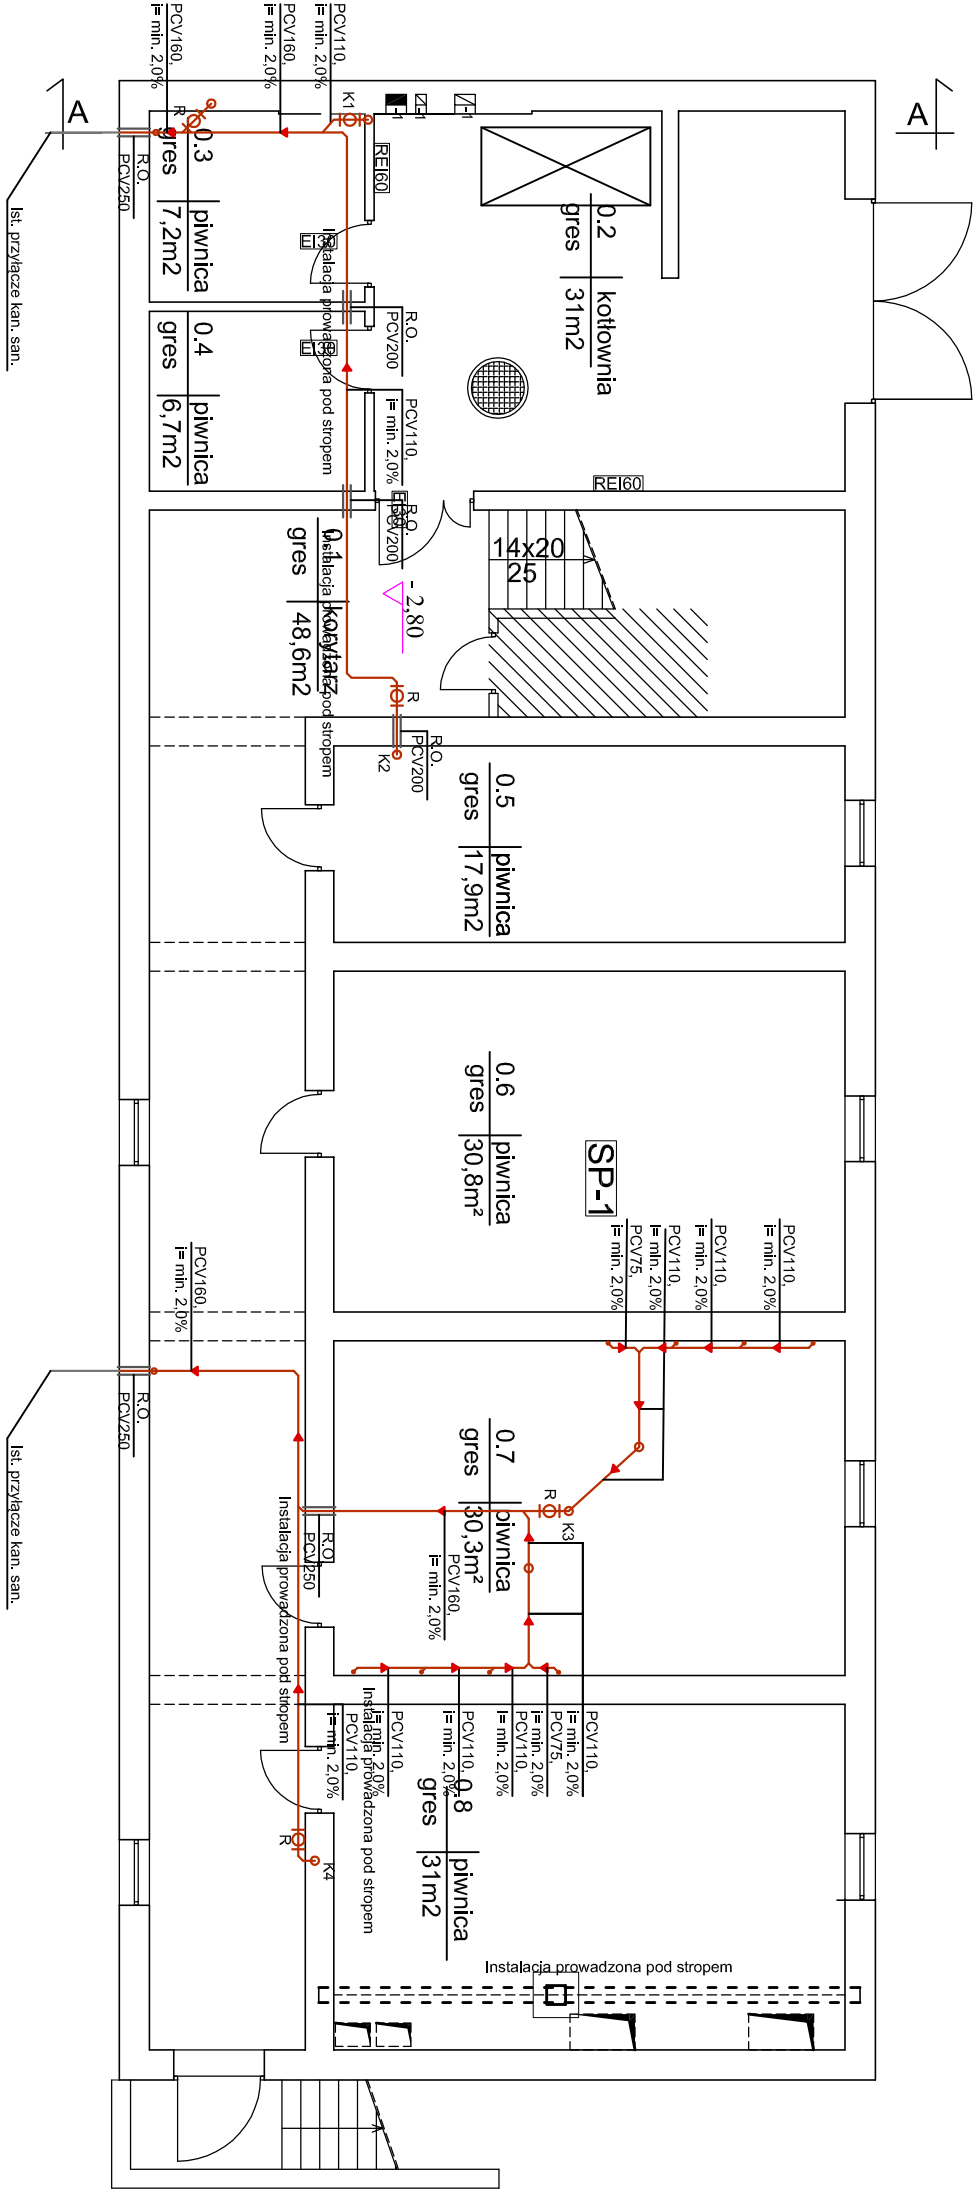 PCV160,
i= min. 2,0%
PCV160,
i= min. 2,0%
PCV110,
i= min. 2,0%
A
A
K1
R
-1
-1
-1
REI60
R.O.
PCV250
0.3
gres
piwnica
7,2m2
EI30
Instalacja prowadzona pod stropem
0.2
gres
kotłownia
31m2
Ist. przyłącze kan. san.
0.4
gres
piwnica
6,7m2
EI30
R.O.
PCV200
PCV110,
i= min. 2,0%
REI60
EI30
R.O.
PCV200
14x20
25
0.1
gres
korytarz
48,6m2
Instalacja prowadzona pod stropem
- 2,80
R
K2
R.O.
PCV200
0.5
gres
piwnica
17,9m2
0.6
gres
piwnica
30,8m²
SP-1
PCV160,
i= min. 2,0%
PCV75,
i= min. 2,0%
PCV110,
i= min. 2,0%
PCV110,
i= min. 2,0%
PCV110,
i= min. 2,0%
R.O.
PCV250
Ist. przyłącze kan. san.
0.7
gres
piwnica
30,3m²
R
K3
R.O.
PCV250
PCV160,
i= min. 2,0%
Instalacja prowadzona pod stropem
PCV110,
i= min. 2,0%
PCV110,
i= min. 2,0%
PCV110,
i= min. 2,0%
PCV110,
i= min. 2,0%
PCV75,
i= min. 2,0%
PCV110,
i= min. 2,0%
Instalacja prowadzona pod stropem
0.8
gres
piwnica
31m2
R
K4
Instalacja prowadzona pod stropem